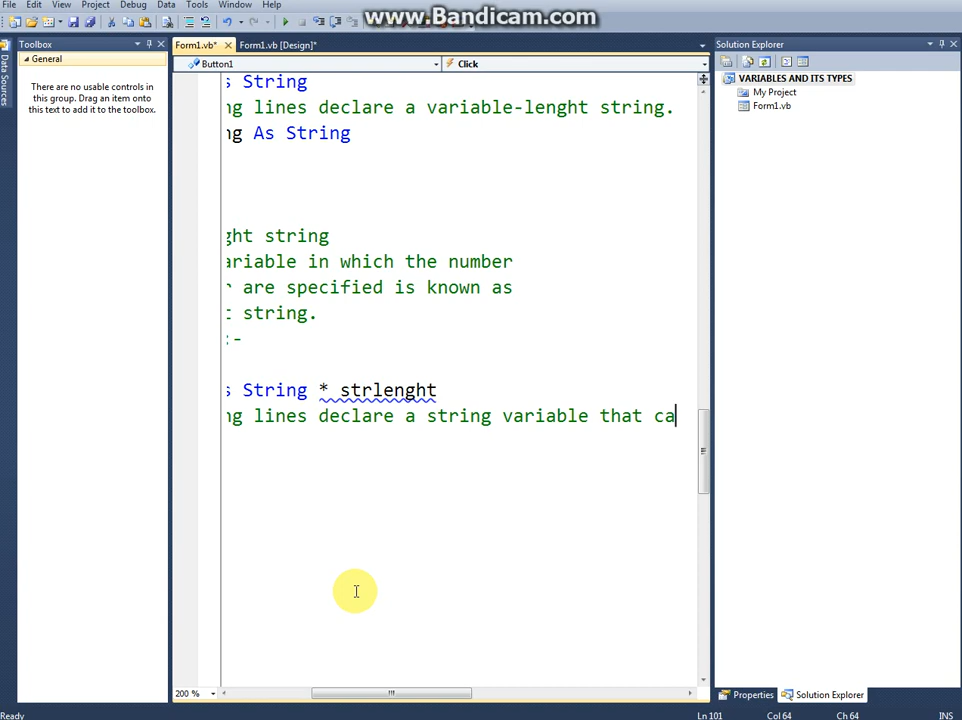 www.Bandicam.com
File Edit View Project Debug Data Tools Window Help
Toolbox
General
There are no usable controls in
this group. Drag an item onto
this text to add it to the toolbox.
Data Sources
Form1.vb* Form1.vb [Design]*
Button1 Click
s String
ng lines declare a variable-lenght string.
ng As String
ght string
ariable in which the number
r are specified is known as
t string.
:-
s String * strlenght
ng lines declare a string variable that ca
200 %
Solution Explorer
VARIABLES AND ITS TYPES
My Project
Form1.vb
Properties Solution Explorer
Ready Ln 101 Col 64 Ch 64 INS